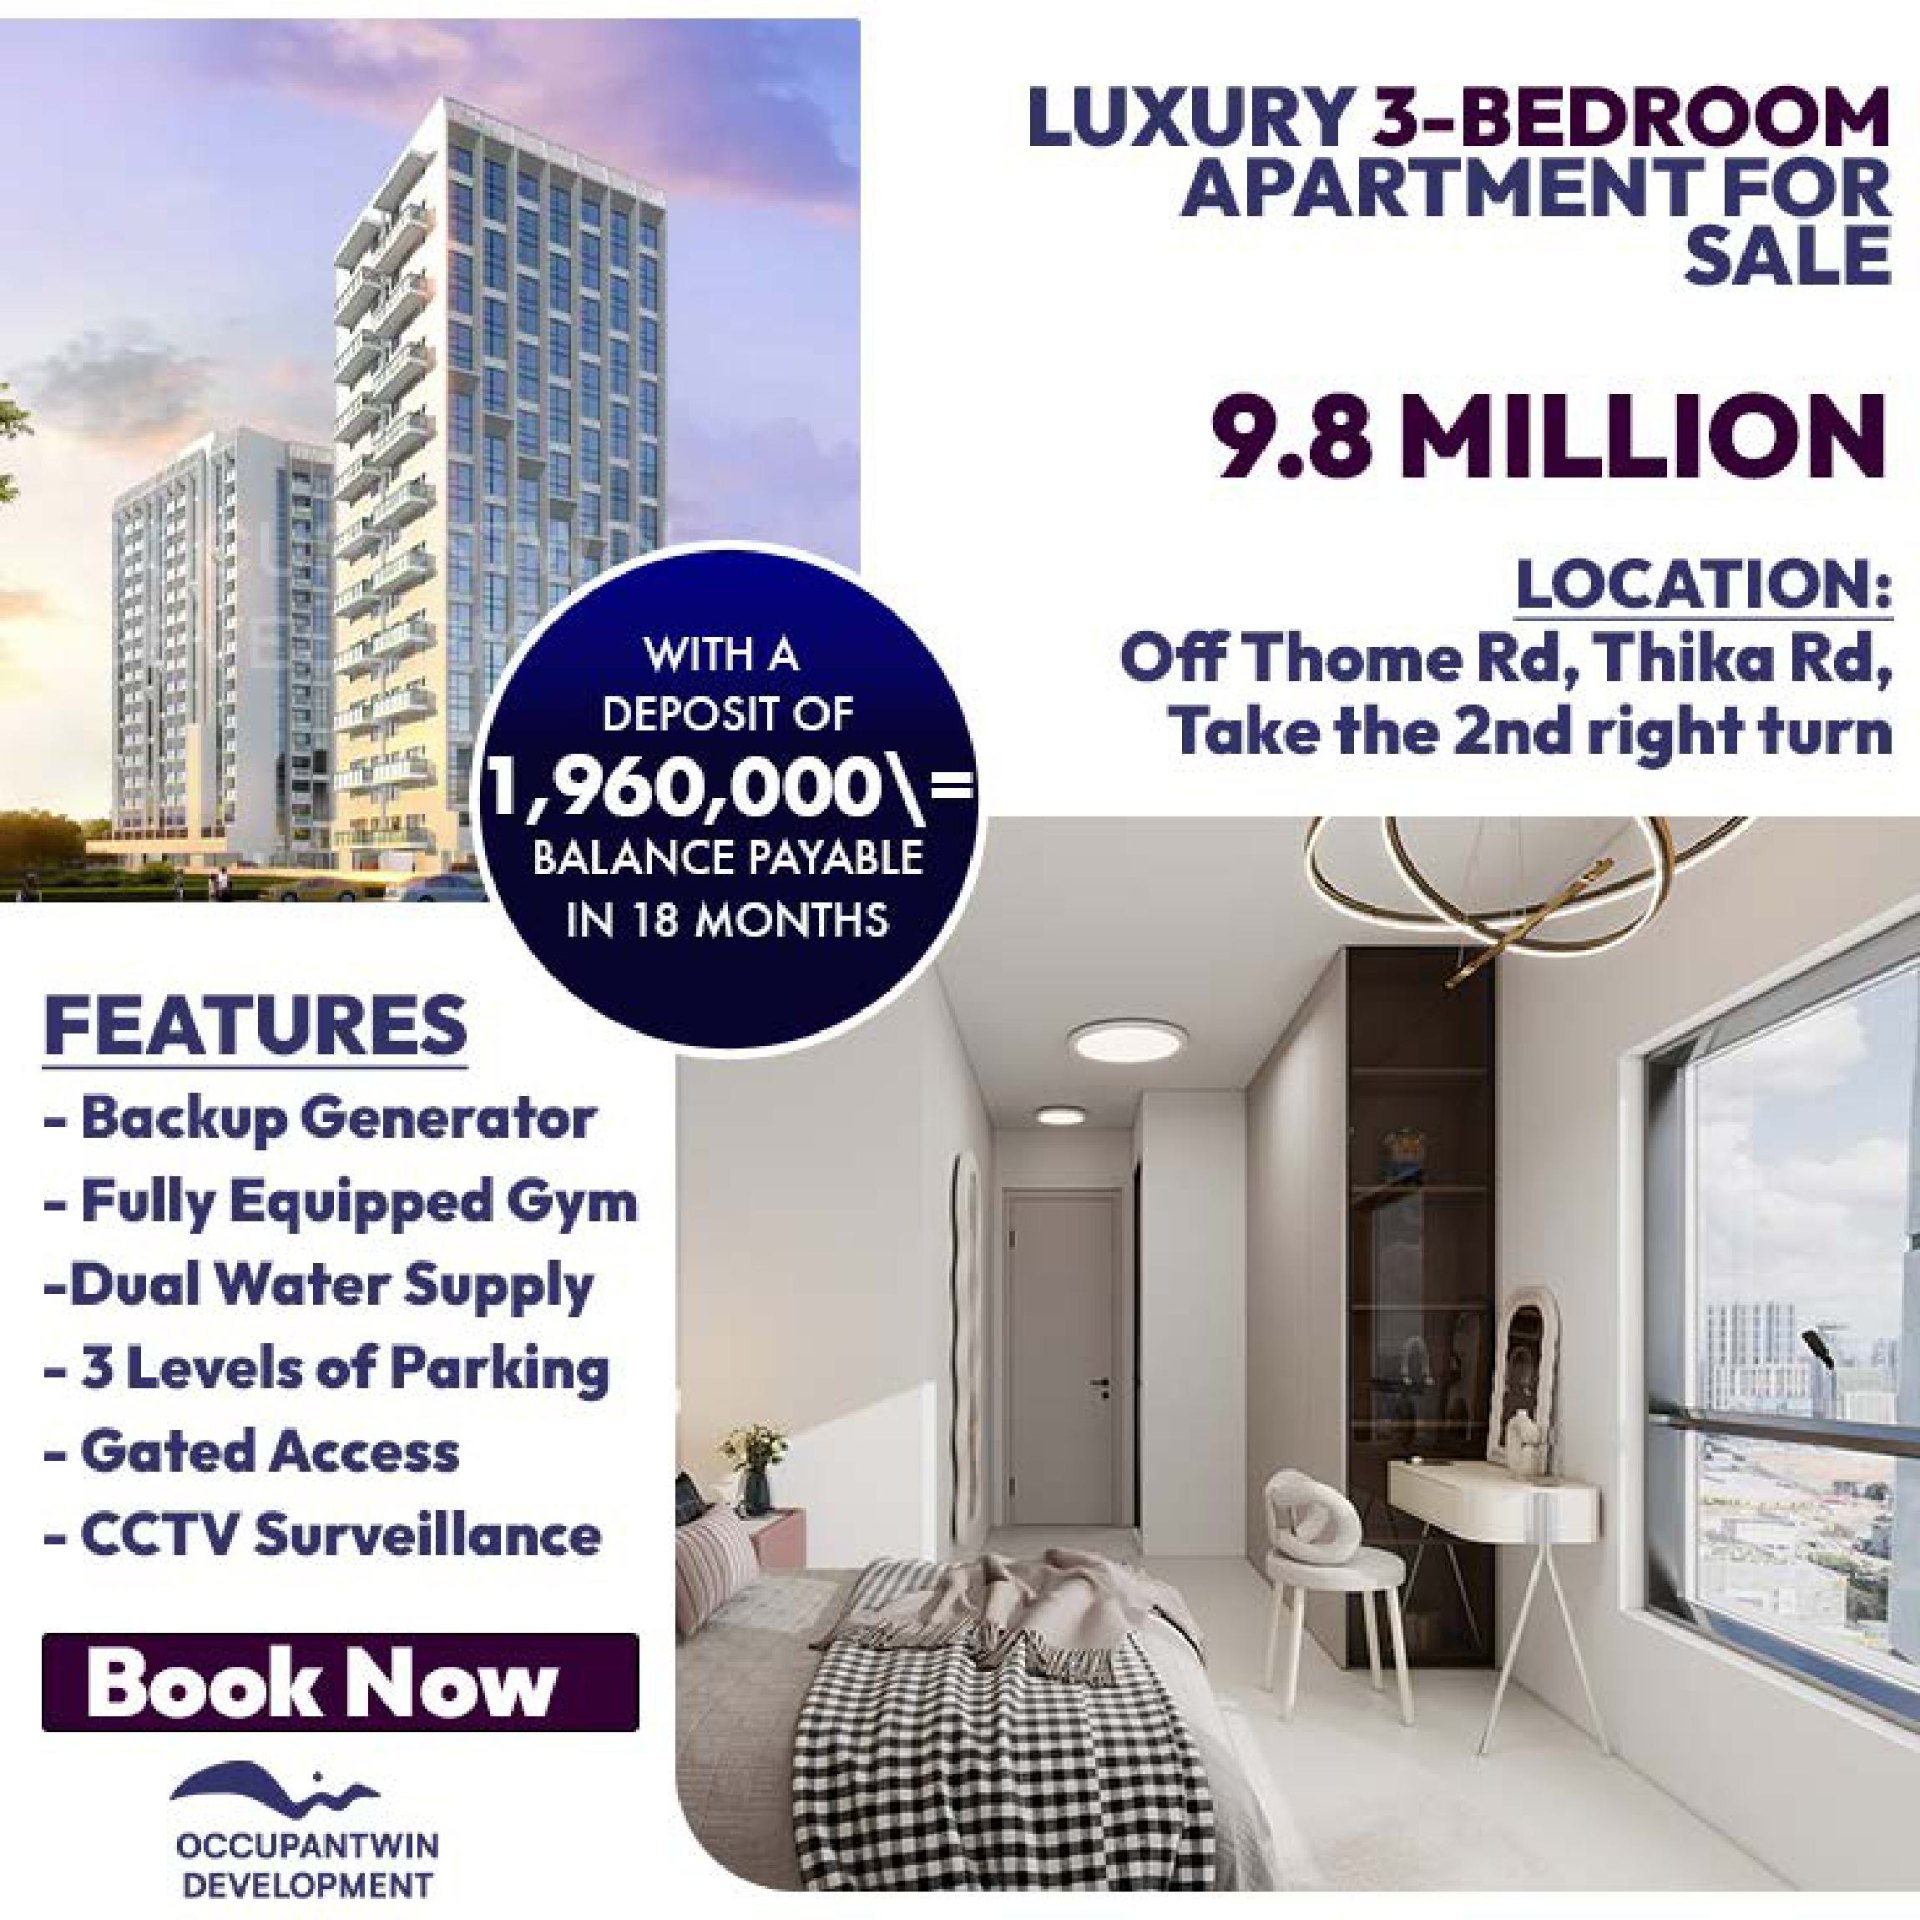 LUXURY 3-BEDROOM
APARTMENT FOR
SALE
9.8 MILLION
LOCATION:
Off Thome Rd, Thika Rd,
Take the 2nd right turn
WITH A
DEPOSIT OF
1,960,000\=
BALANCE PAYABLE
IN 18 MONTHS
FEATURES
- Backup Generator
- Fully Equipped Gym
-Dual Water Supply
- 3 Levels of Parking
- Gated Access
- CCTV Surveillance
Book Now
OCCUPANTWIN
DEVELOPMENT